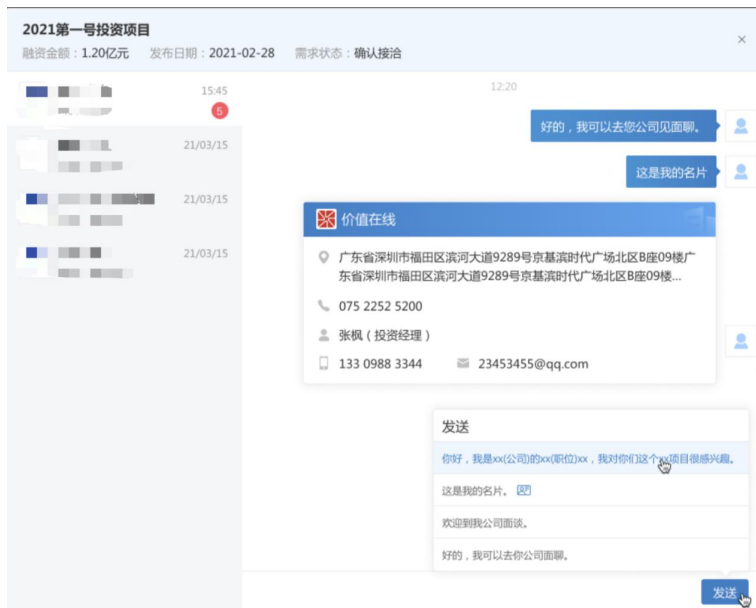 2021第一号投资项目
融资金额：1.20亿元 发布日期：2021-02-28 需求状态：确认接洽
×
15:45
5
21/03/15
21/03/15
21/03/15
12:20
好的，我可以去您公司见面聊。
这是我的名片
价值在线
广东省深圳市福田区滨河大道9289号京基滨时代广场北区B座09楼广
东省深圳市福田区滨河大道9289号京基滨时代广场北区B座09楼...
075 2252 5200
张枫（投资经理）
133 0988 3344 23453455@qq.com
发送
你好，我是xx(公司)的xx(职位)xx，我对你们这个xx项目很感兴趣。
这是我的名片。
欢迎到我公司面谈。
好的，我可以去你公司面聊。
发送